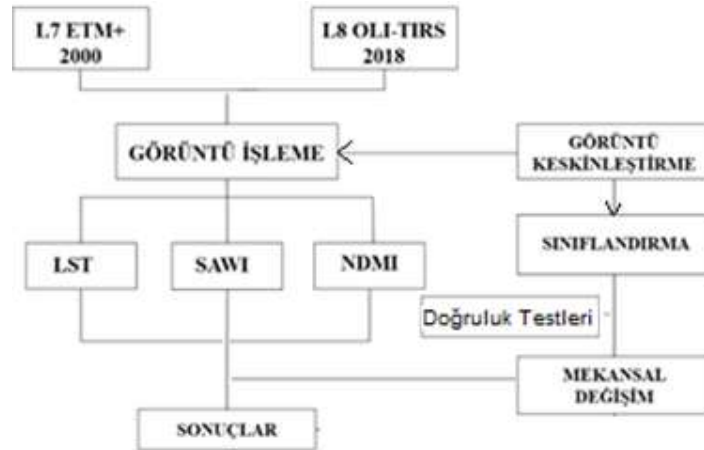 L7 ETM+
2000
L8 OLI-TIRS
2018
GÖRÜNTÜ İŞLEME
GÖRÜNTÜ
KESKİNLEŞTİRME
LST
SAWI
NDMI
SINIFLANDIRMA
Doğruluk Testleri
MEKANSAL
DEĞİŞİM
SONUÇLAR